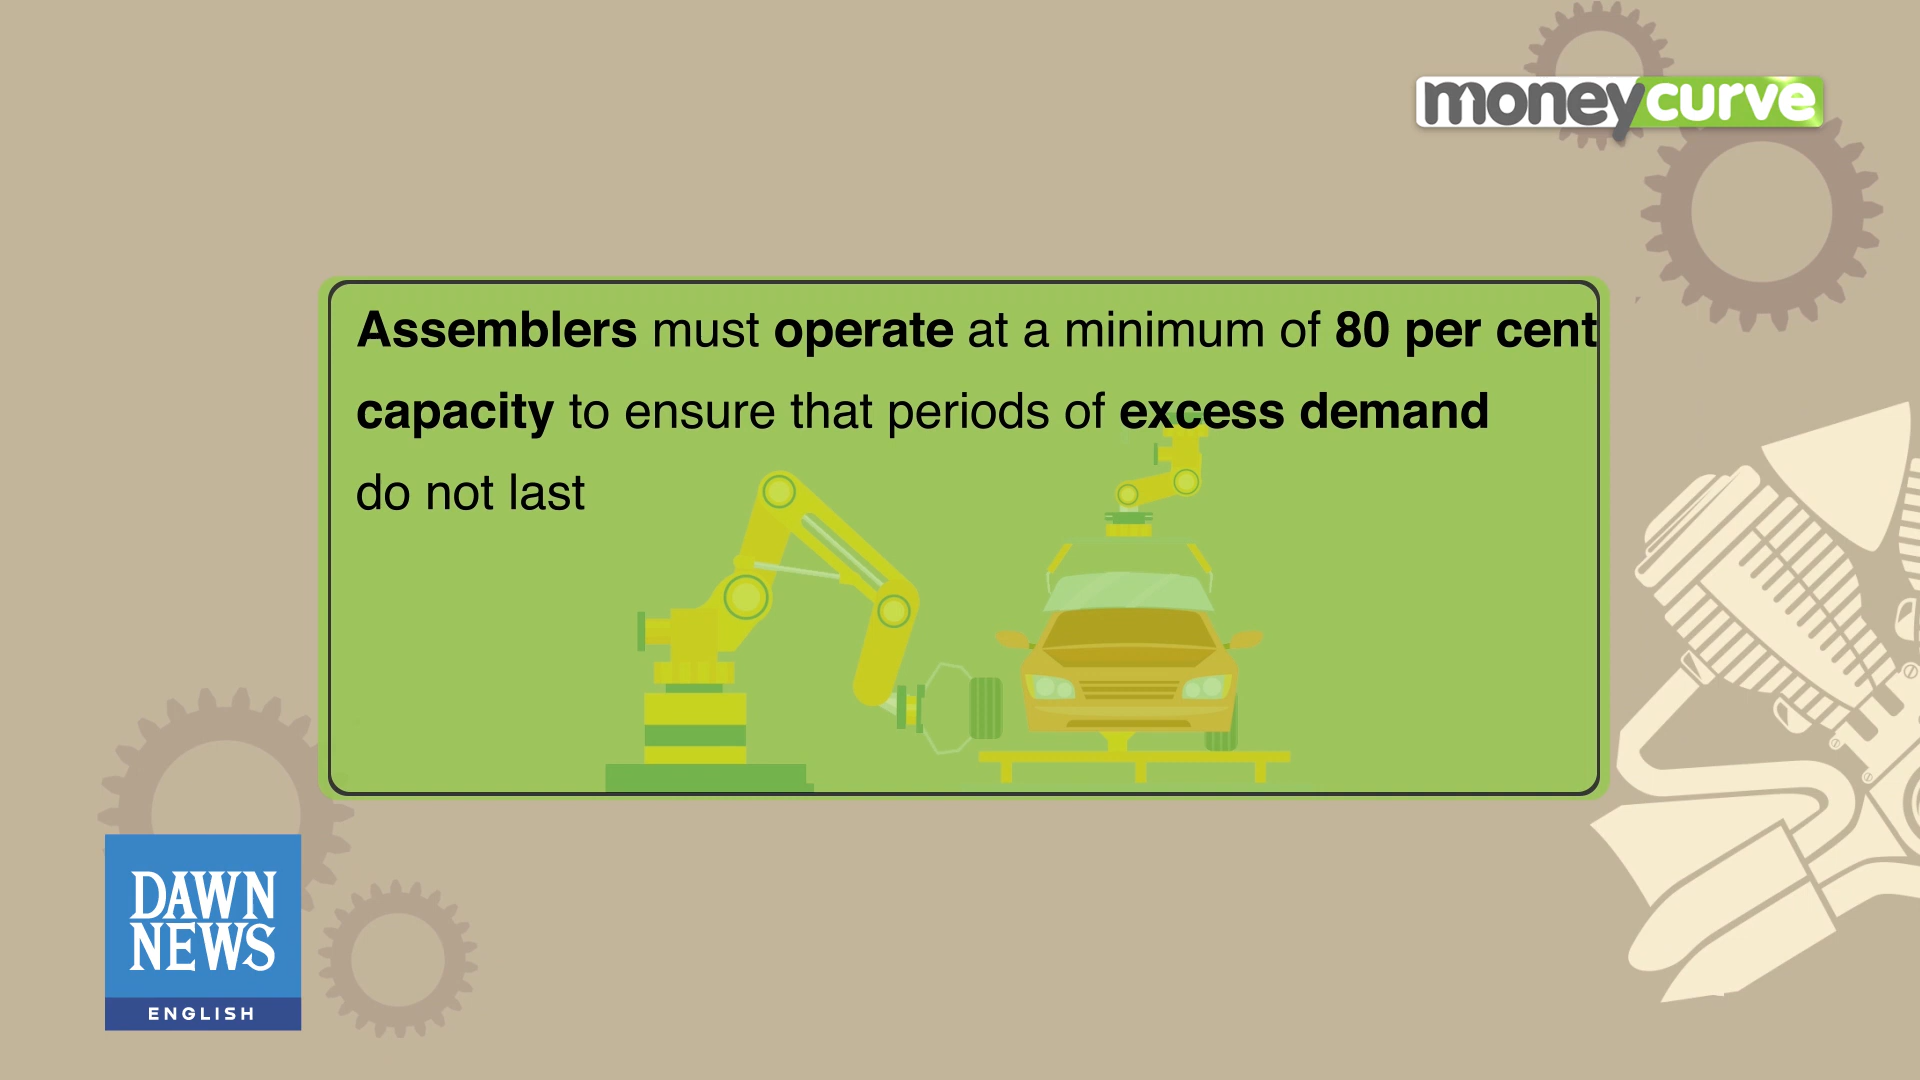 moneycurve
Assemblers must operate at a minimum of 80 per cent
capacity to ensure that periods of excess demand
do not last
DAWN
NEWS
ENGLISH